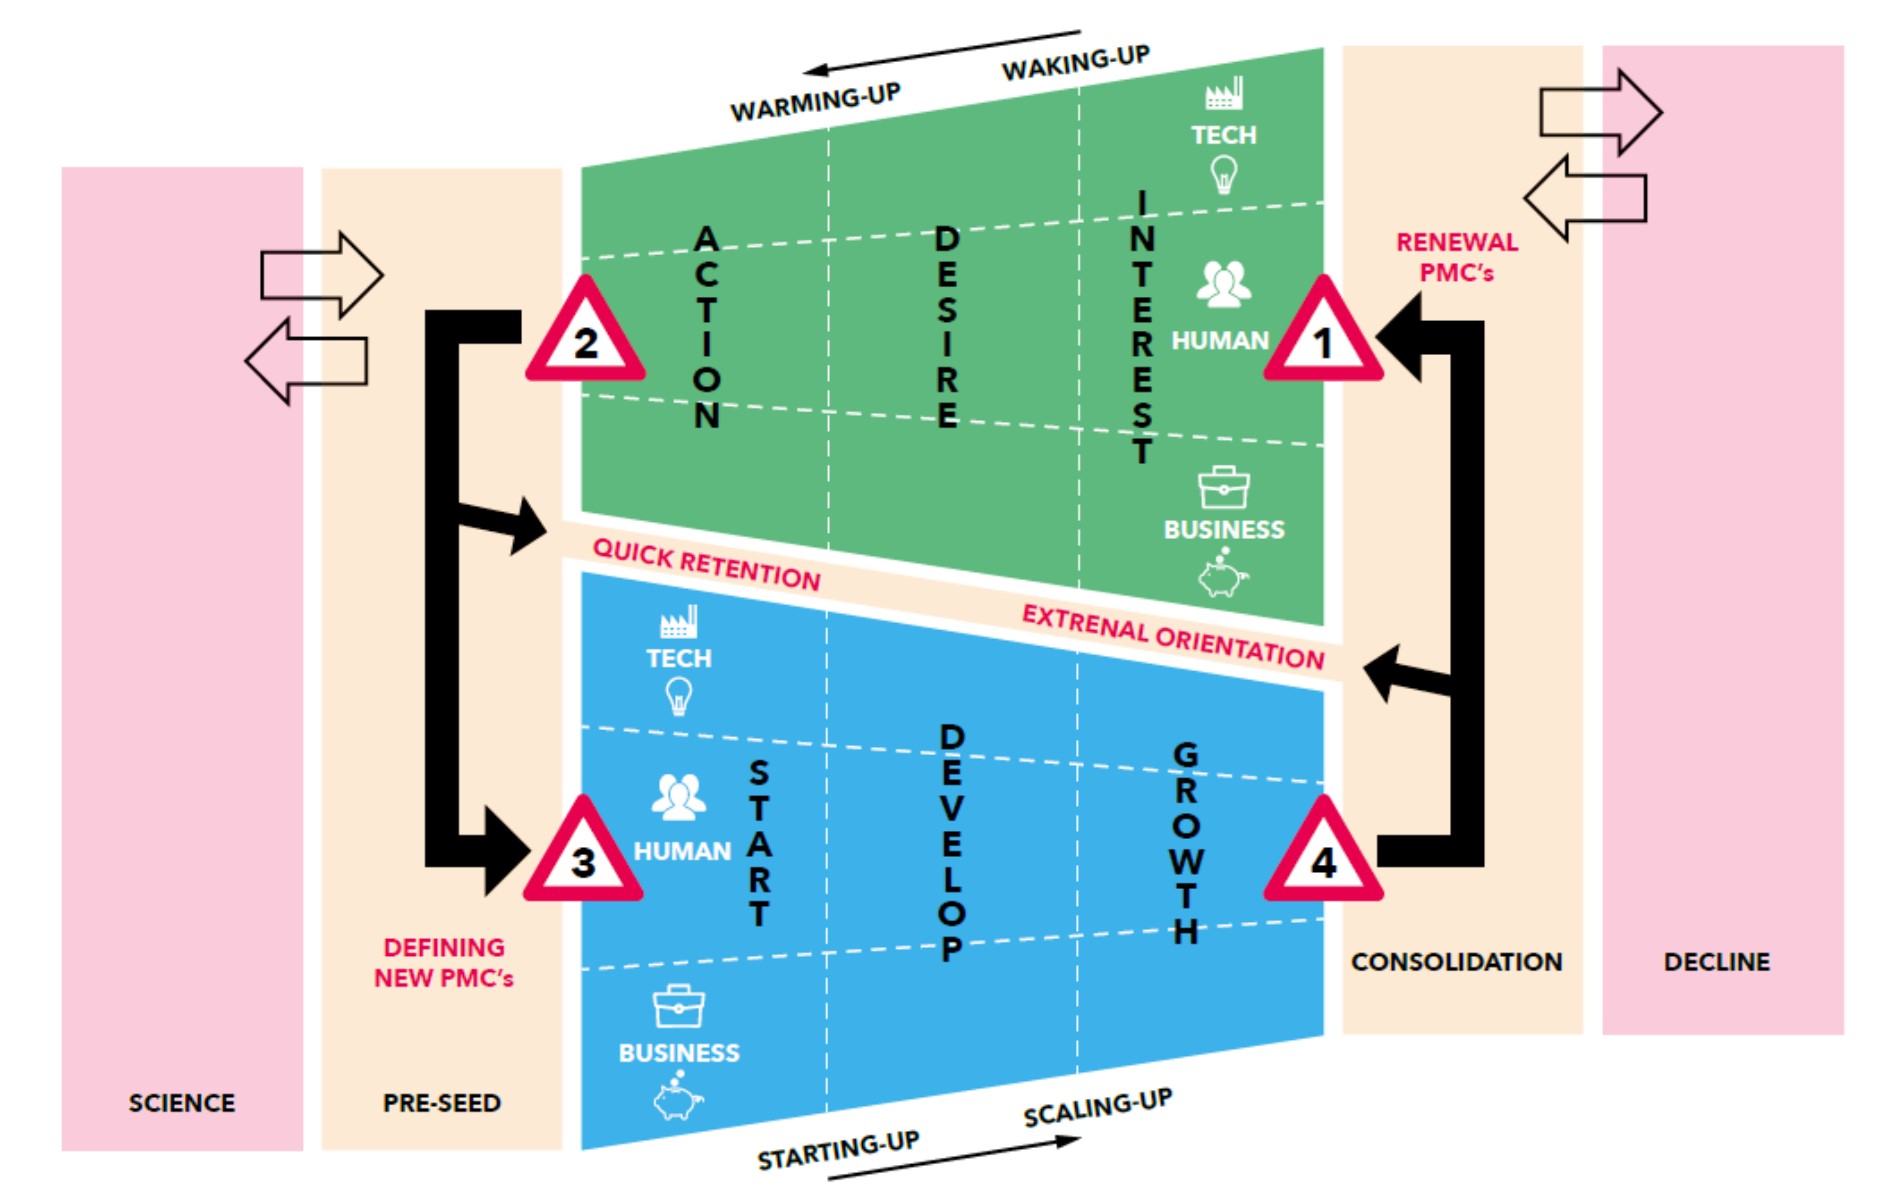 WAKING-UP
WARMING-UP
TECH
ACTION
DESIRE
INTEREST
HUMAN
BUSINESS
RENEWAL
PMC's
2
1
QUICK RETENTION
EXTRENAL ORIENTATION
TECH
HUMAN
BUSINESS
START
DEVELOP
GROWTH
3
4
DEFINING
NEW PMC's
CONSOLIDATION
DECLINE
SCIENCE
PRE-SEED
SCALING-UP
STARTING-UP